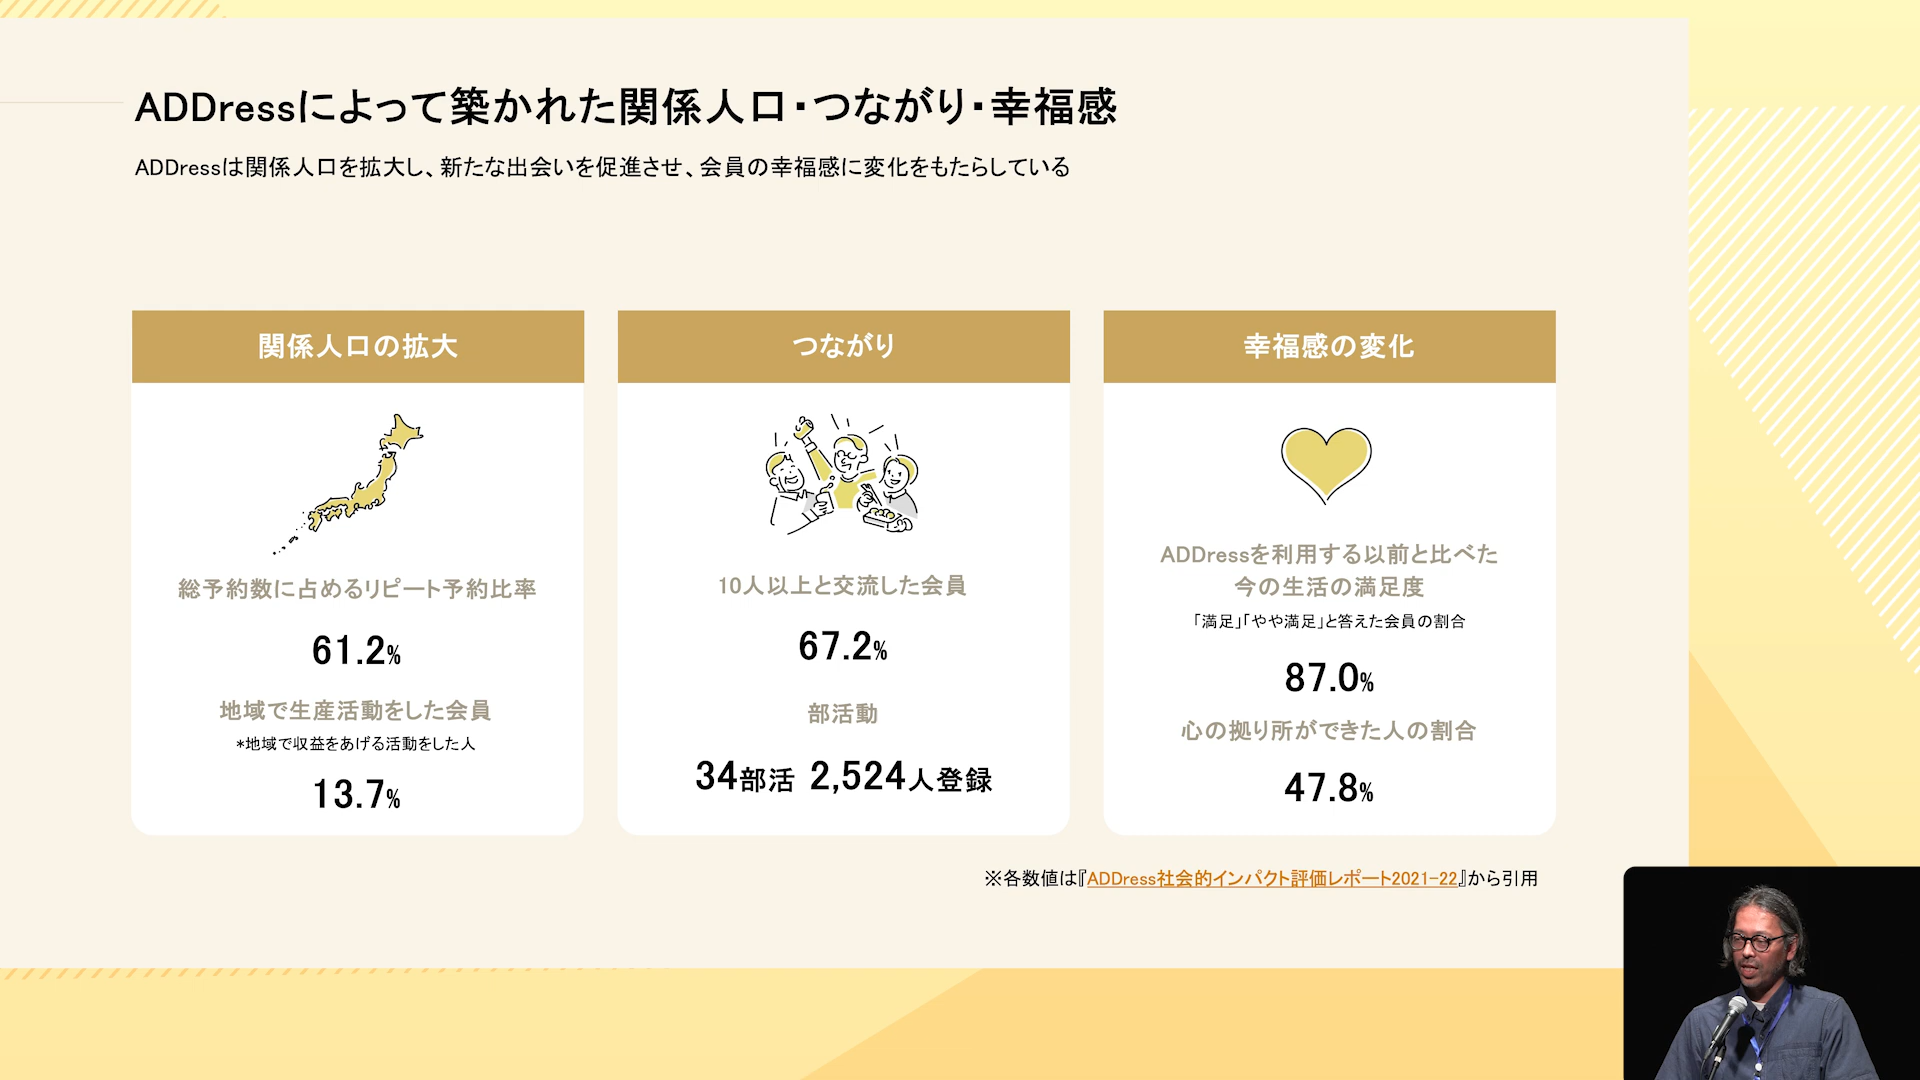 ADDressによって築かれた関係人口・つながり・幸福感
ADDressは関係人口を拡大し、新たな出会いを促進させ、会員の幸福感に変化をもたらしている
関係人口の拡大
総予約数に占めるリピート予約比率
61.2%
地域で生産活動をした会員
*地域で収益をあげる活動をした人
13.7%
つながり
10人以上と交流した会員
67.2%
部活動
34部活 2,524人登録
幸福感の変化
ADDressを利用する以前と比べた
今の生活の満足度
「満足」「やや満足」と答えた会員の割合
87.0%
心の拠り所ができた人の割合
47.8%
※各数値は『ADDress社会的インパクト評価レポート2021-22』から引用